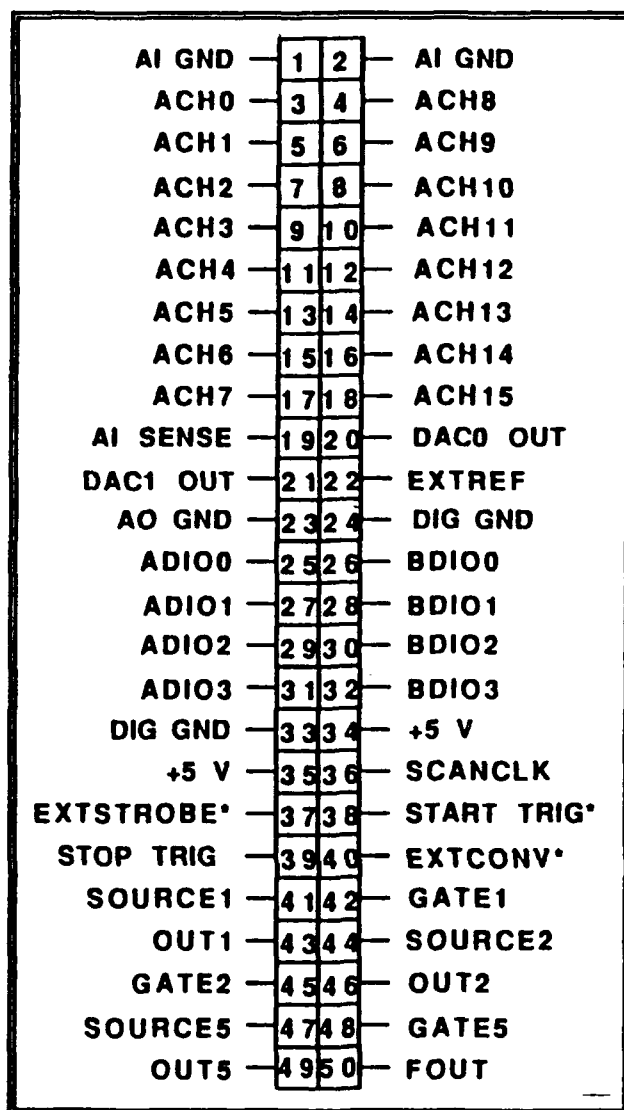 AI GND 1 2 AI GND
ACH0 3 4 ACH8
ACH1 5 6 ACH9
ACH2 7 8 ACH10
ACH3 9 10 ACH11
ACH4 11 12 ACH12
ACH5 13 14 ACH13
ACH6 15 16 ACH14
ACH7 17 18 ACH15
AI SENSE 19 20 DAC0 OUT
DAC1 OUT 21 22 EXTREF
AO GND 23 24 DIG GND
ADIO0 25 26 BDIO0
ADIO1 27 28 BDIO1
ADIO2 29 30 BDIO2
ADIO3 31 32 BDIO3
DIG GND 33 34 +5 V
+5 V 35 36 SCANCLK
EXTSTROBE* 37 38 START TRIG*
STOP TRIG 39 40 EXTCONV*
SOURCE1 41 42 GATE1
OUT1 43 44 SOURCE2
GATE2 45 46 OUT2
SOURCE5 47 48 GATE5
OUT5 49 50 FOUT